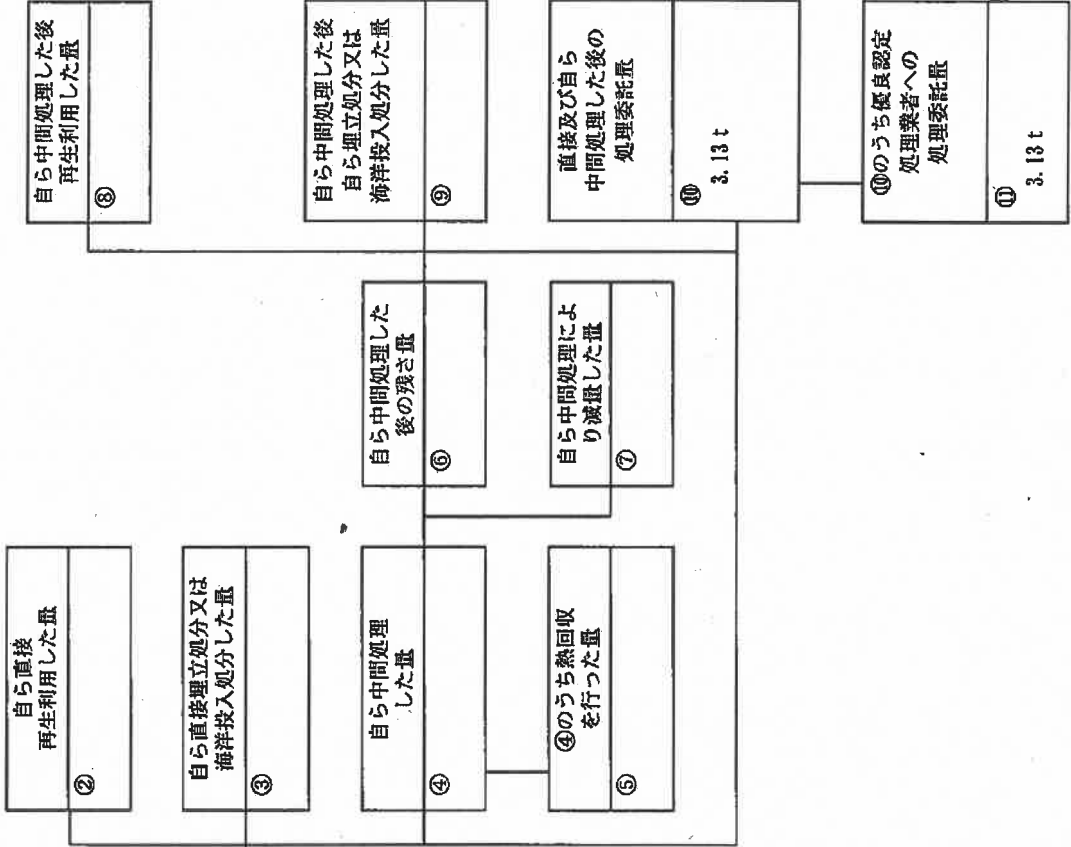 自ら直接
再生利用した量
②
自ら直接埋立処分又は
海洋投入処分した量
③
自ら中間処理
した量
④
④のうち熱回収
を行った量
⑤
自ら中間処理した
後の残さ量
⑥
自ら中間処理によ
り減量した量
⑦
自ら中間処理した後
再生利用した量
⑧
自ら中間処理した後
自ら埋立処分又は
海洋投入処分した量
⑨
直接及び自ら
中間処理した後の
処理委託量
⑩
3.13 t
⑩のうち優良認定
処理業者への
処理委託量
⑪
3.13 t